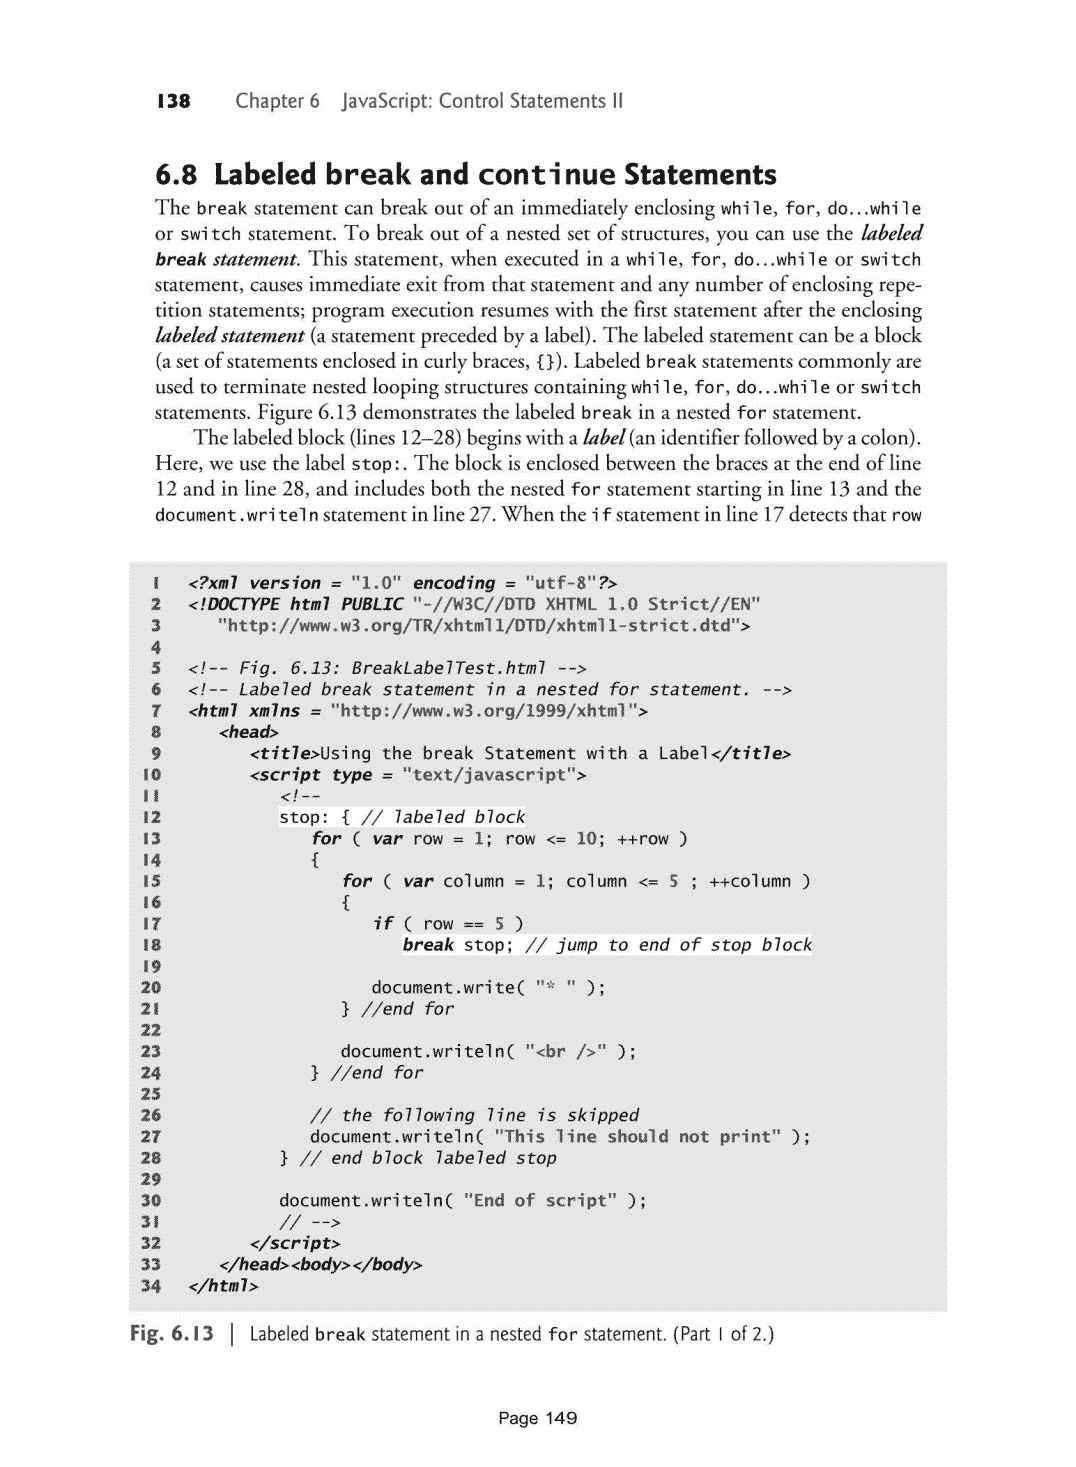 138 Chapter 6 JavaScript: Control Statements II
6.8 Labeled break and continue Statements
The break statement can break out of an immediately enclosing while, for, do...while
or switch statement. To break out of a nested set of structures, you can use the labeled
break statement. This statement, when executed in a while, for, do...while or switch
statement, causes immediate exit from that statement and any number of enclosing repe-
tition statements; program execution resumes with the first statement after the enclosing
labeled statement (a statement preceded by a label). The labeled statement can be a block
(a set of statements enclosed in curly braces, {}). Labeled break statements commonly are
used to terminate nested looping structures containing while, for, do...while or switch
statements. Figure 6.13 demonstrates the labeled break in a nested for statement.
The labeled block (lines 12–28) begins with a label (an identifier followed by a colon).
Here, we use the label stop:. The block is enclosed between the braces at the end of line
12 and in line 28, and includes both the nested for statement starting in line 13 and the
document.writeln statement in line 27. When the if statement in line 17 detects that row
1 <?xml version = "1.0" encoding = "utf-8"?>
2 <!DOCTYPE html PUBLIC "-//W3C//DTD XHTML 1.0 Strict//EN"
3 "http://www.w3.org/TR/xhtml1/DTD/xhtml1-strict.dtd">
4
5 <!-- Fig. 6.13: BreakLabelTest.html -->
6 <!-- Labeled break statement in a nested for statement. -->
7 <html xmlns = "http://www.w3.org/1999/xhtml">
8 <head>
9 <title>Using the break Statement with a Label</title>
10 <script type = "text/javascript">
11 <!--
12 stop: { // labeled block
13 for ( var row = 1; row <= 10; ++row )
14 {
15 for ( var column = 1; column <= 5 ; ++column )
16 {
17 if ( row == 5 )
18 break stop; // jump to end of stop block
19
20 document.write( "* " );
21 } //end for
22
23 document.writeln( "<br />" );
24 } //end for
25
26 // the following line is skipped
27 document.writeln( "This line should not print" );
28 } // end block labeled stop
29
30 document.writeln( "End of script" );
31 // -->
32 </script>
33 </head><body></body>
34 </html>
Fig. 6.13 | Labeled break statement in a nested for statement. (Part 1 of 2.)
Page 149